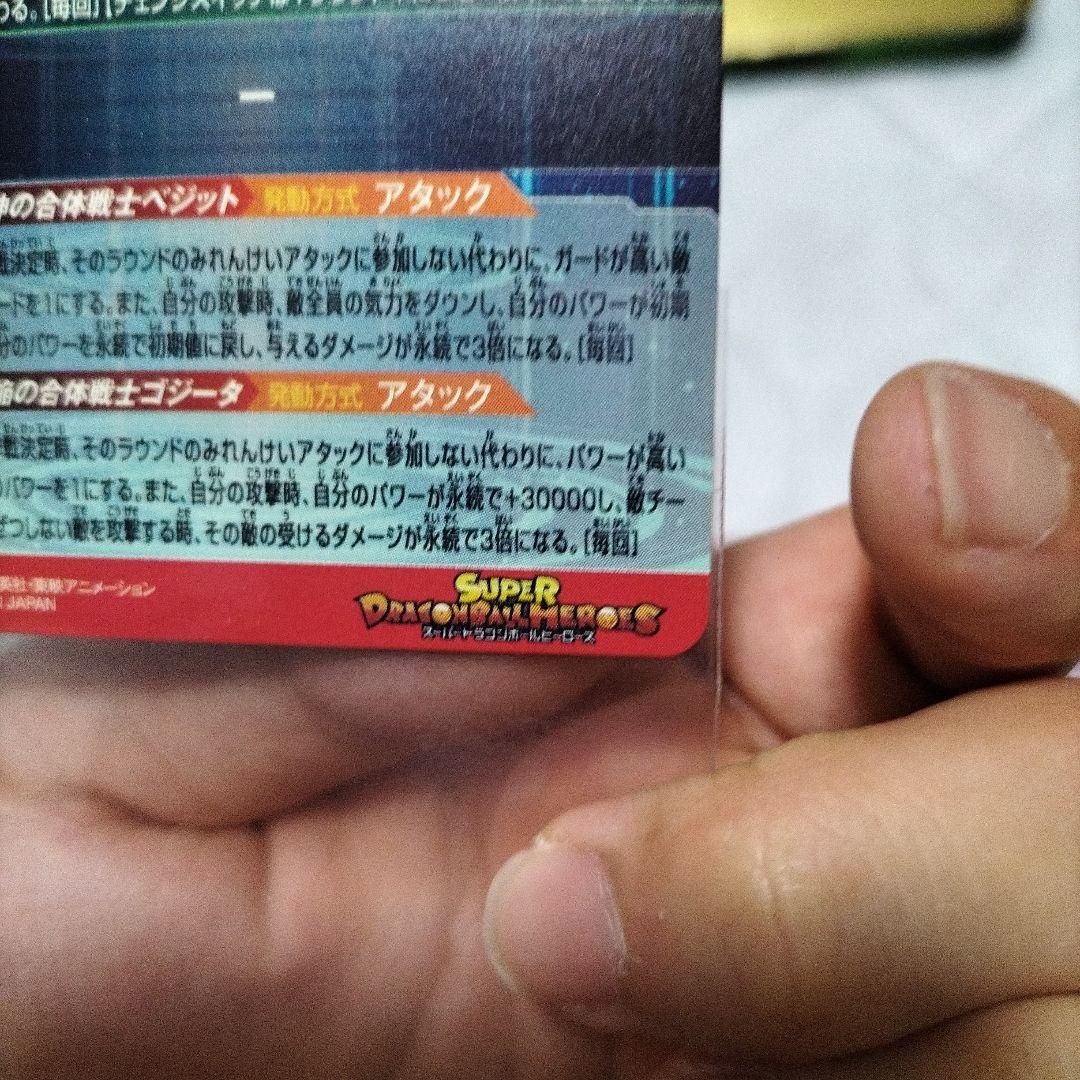 わる。[毎回]
の合体戦士ベジット 発動方式 アタック
戦決定時、そのラウンドのみれんけいアタックに参加しない代わりに、ガードが高い敵
ードを1にする。また、自分の攻撃時、敵全員の気力をダウンし、自分のパワーが初期
分のパワーを永続で初期値に戻し、与えるダメージが永続で3倍になる。[毎回]
の合体戦士ゴジータ 発動方式 アタック
戦決定時、そのラウンドのみれんけいアタックに参加しない代わりに、パワーが高い
のパワーを1にする。また、自分の攻撃時、自分のパワーが永続で+30000し、敵チー
ぜつしない敵を攻撃する時、その敵の受けるダメージが永続で3倍になる。[毎回]
英社・東映アニメーション
JAPAN
SUPER
DRAGONBALL HEROES
スーパードラゴンボールヒーローズ